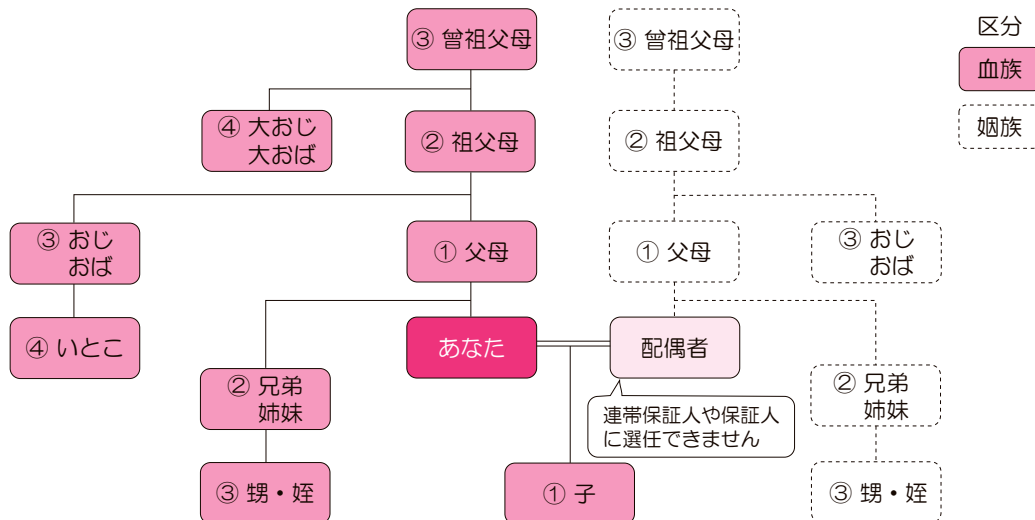 ③ 曾祖父母
③ 曾祖父母
区分
血族
④ 大おじ
大おば
② 祖父母
② 祖父母
姻族
③ おじ
おば
① 父母
① 父母
③ おじ
おば
④ いとこ
あなた
配偶者
② 兄弟
姉妹
連帯保証人や保証人
に選任できません
② 兄弟
姉妹
③ 甥・姪
① 子
③ 甥・姪